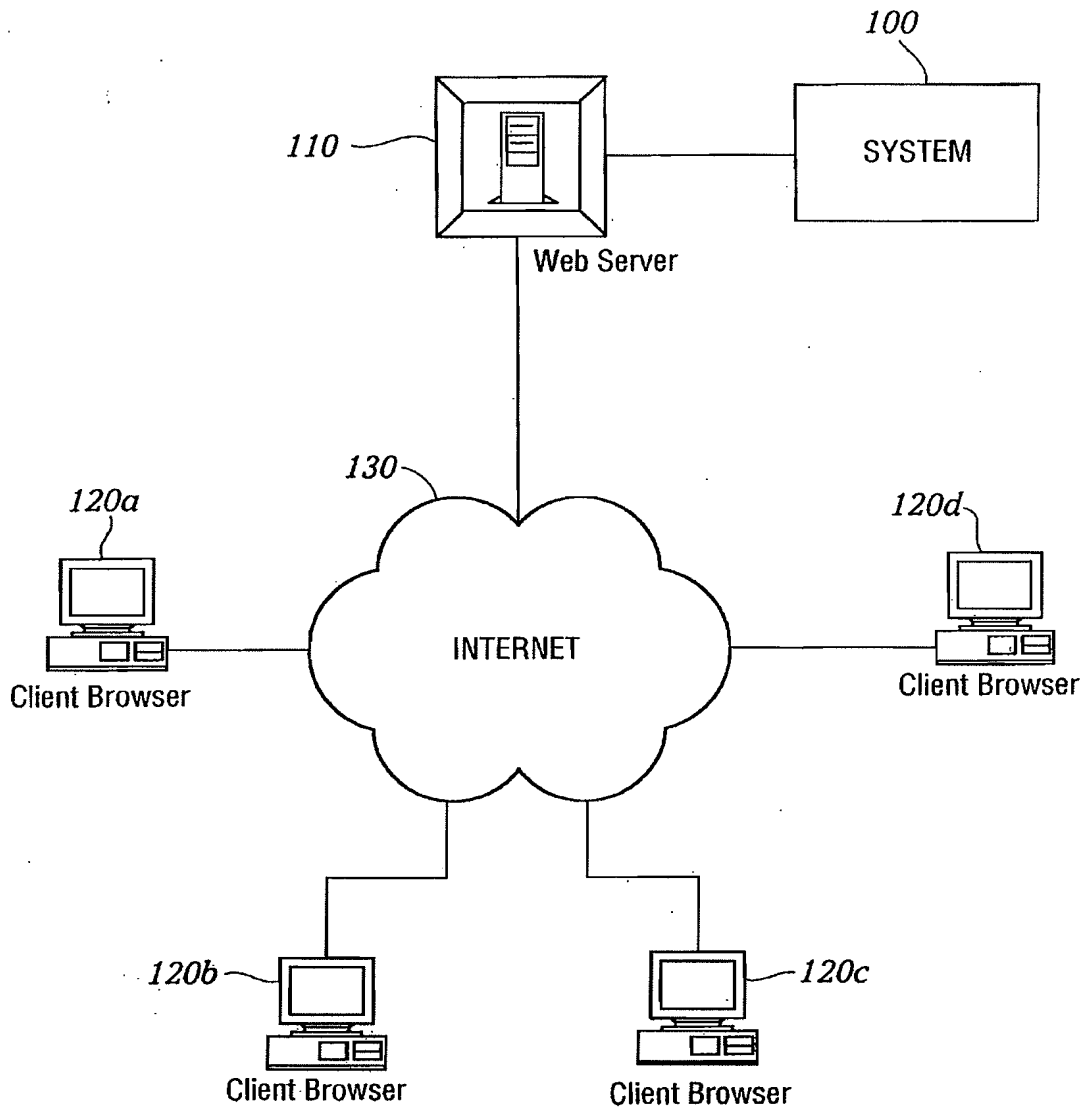 100
110
SYSTEM
Web Server
130
120a
120d
INTERNET
Client Browser
Client Browser
120b
120c
Client Browser
Client Browser